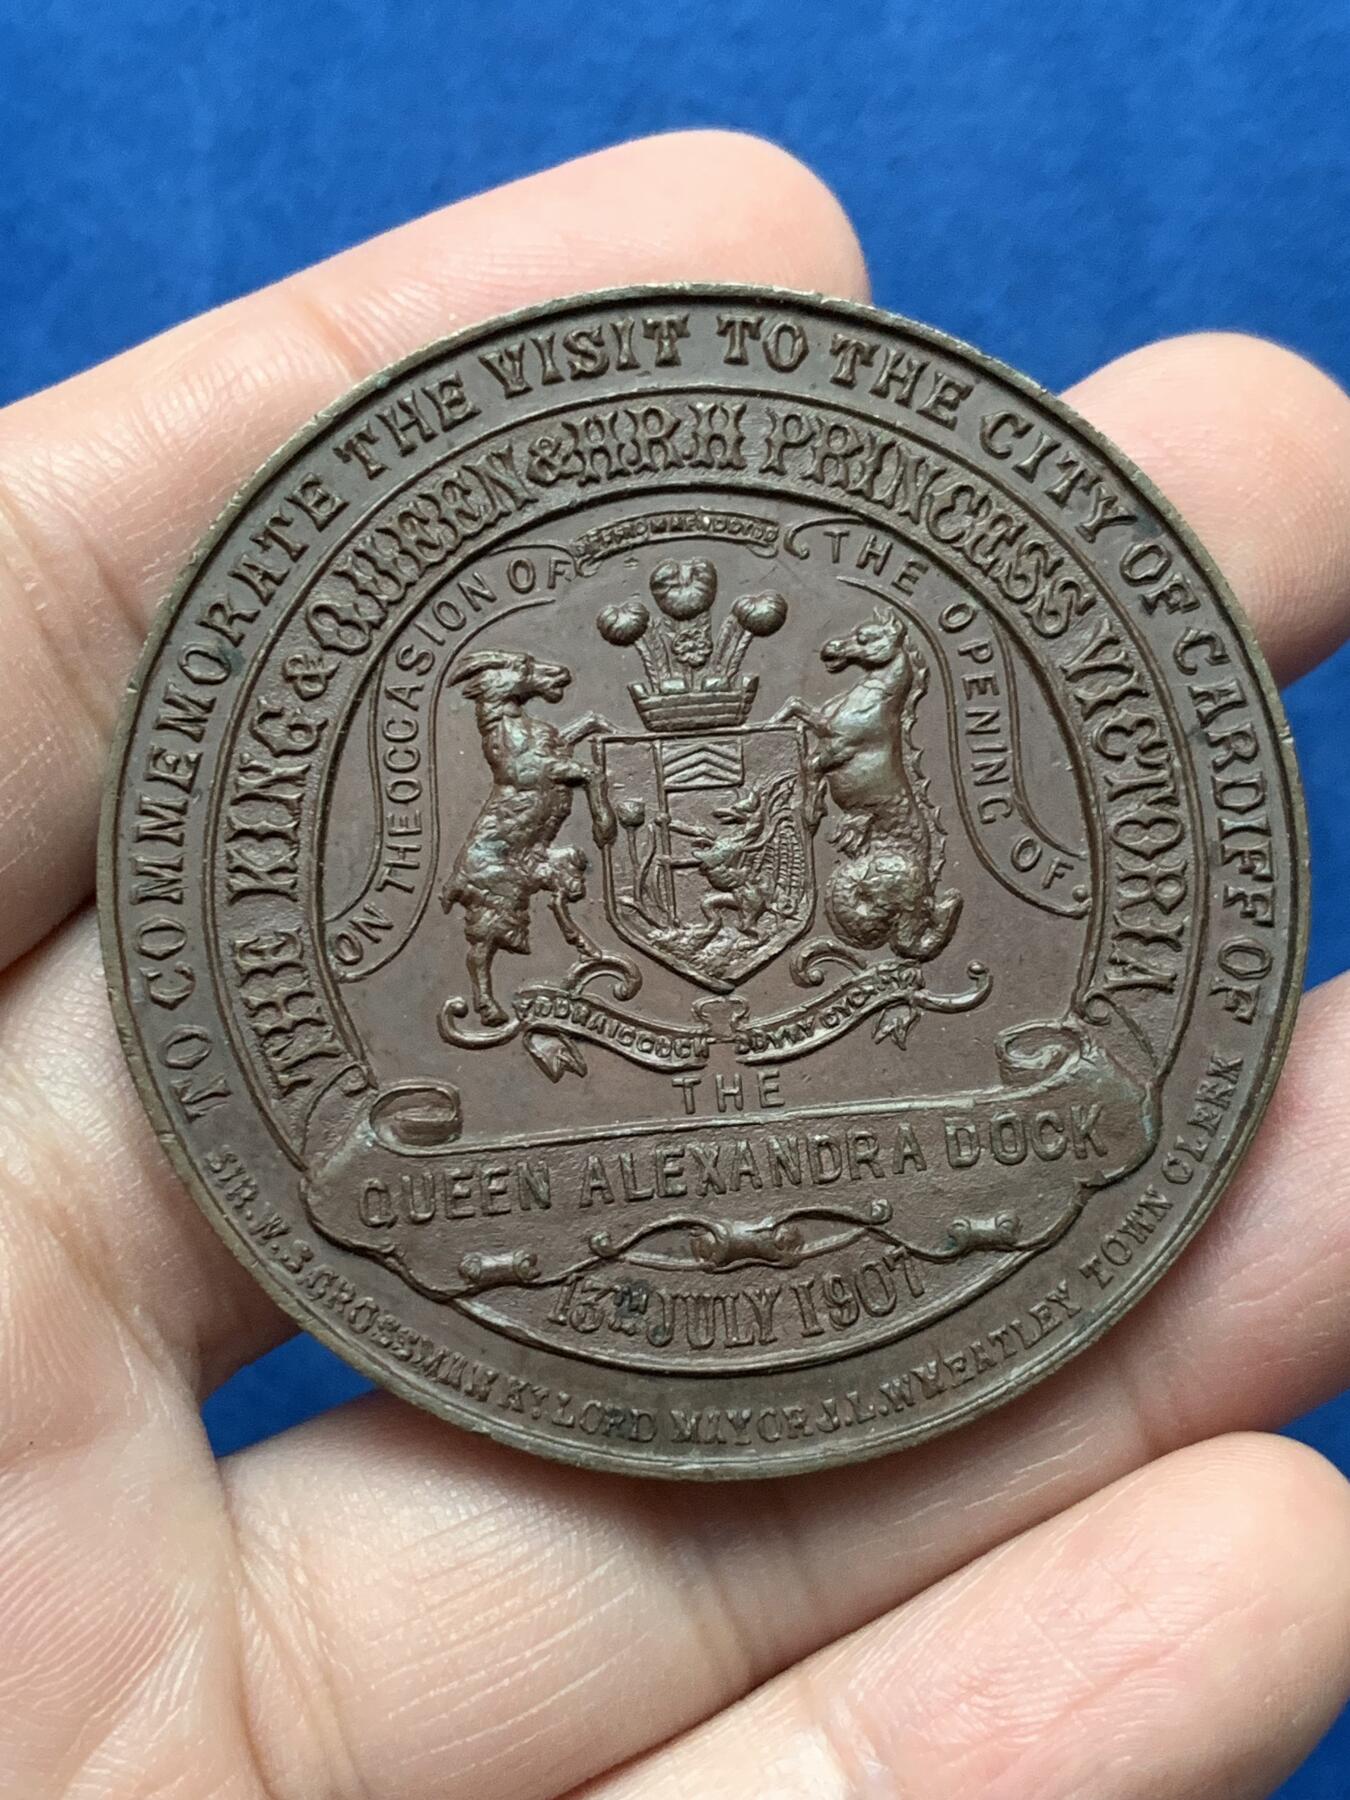 TO COMMEMORATE THE VISIT TO THE CITY OF CARDIFF OF
THE KING & QUEEN & HRH PRINCESS VICTORIA
ON THE OCCASION OF
THE OPENING OF.
THE
QUEEN ALEXANDRA DOCK
13TH JULY 1907
SIR. W. S. CROSSMAN KT LORD MAYOR J. L. WHEATLEY TOWN CLERK